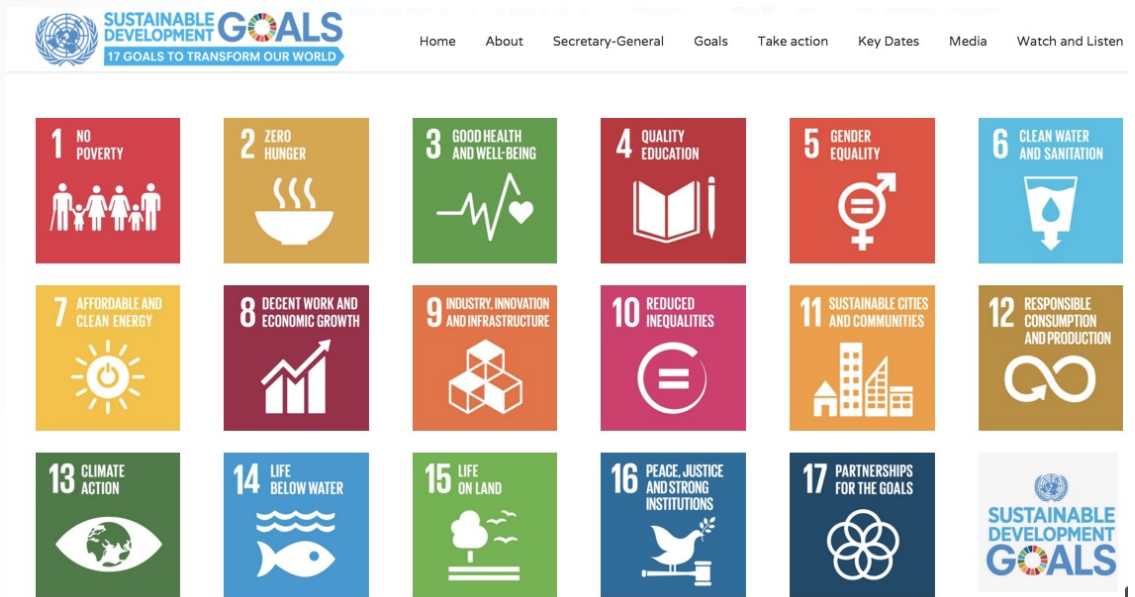 SUSTAINABLE
DEVELOPMENT GOALS
17 GOALS TO TRANSFORM OUR WORLD
Home About Secretary-General Goals Take action Key Dates Media Watch and Listen
1 NO
POVERTY
2 ZERO
HUNGER
3 GOOD HEALTH
AND WELL-BEING
4 QUALITY
EDUCATION
5 GENDER
EQUALITY
6 CLEAN WATER
AND SANITATION
7 AFFORDABLE AND
CLEAN ENERGY
8 DECENT WORK AND
ECONOMIC GROWTH
9 INDUSTRY, INNOVATION
AND INFRASTRUCTURE
10 REDUCED
INEQUALITIES
11 SUSTAINABLE CITIES
AND COMMUNITIES
12 RESPONSIBLE
CONSUMPTION
AND PRODUCTION
13 CLIMATE
ACTION
14 LIFE
BELOW WATER
15 LIFE
ON LAND
16 PEACE, JUSTICE
AND STRONG
INSTITUTIONS
17 PARTNERSHIPS
FOR THE GOALS
SUSTAINABLE
DEVELOPMENT
GOALS